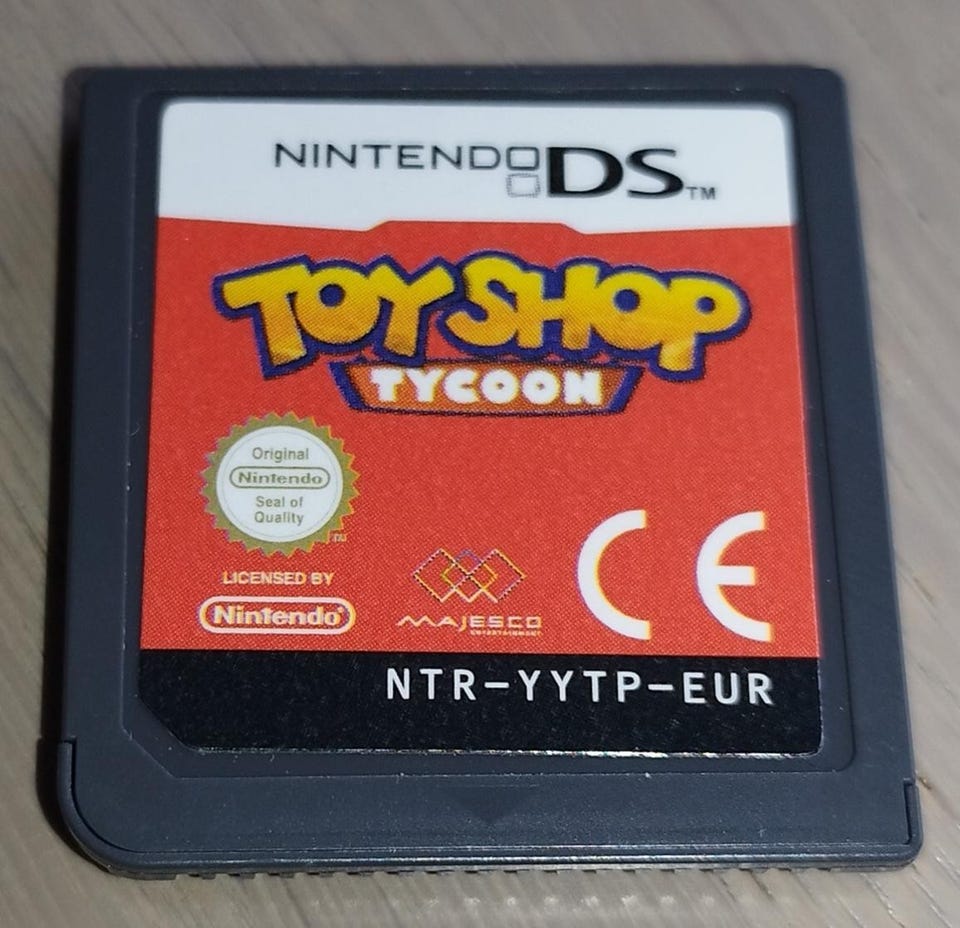 NINTENDO DS™
TOY SHOP
TYCOON
Original
Nintendo
Seal of
Quality
TM
LICENSED BY
Nintendo®
MAJESCO
ENTERTAINMENT
CE
NTR-YYTP-EUR